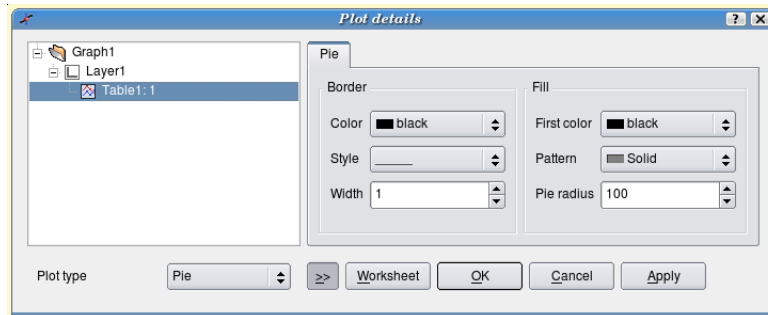 Plot details
Graph1
Layer1
Table1: 1
Pie
Border
Color black
Style
Width 1
Fill
First color black
Pattern Solid
Pie radius 100
Plot type Pie >> Worksheet OK Cancel Apply